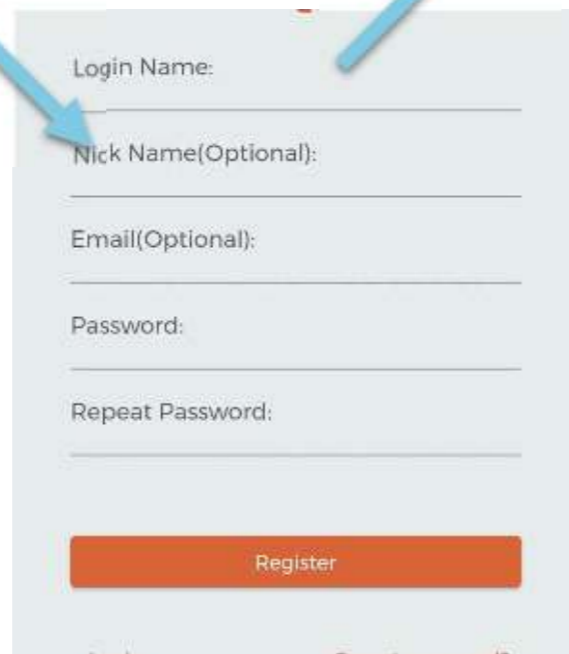 Login Name:
Nick Name(Optional):
Email(Optional):
Password:
Repeat Password:
Register